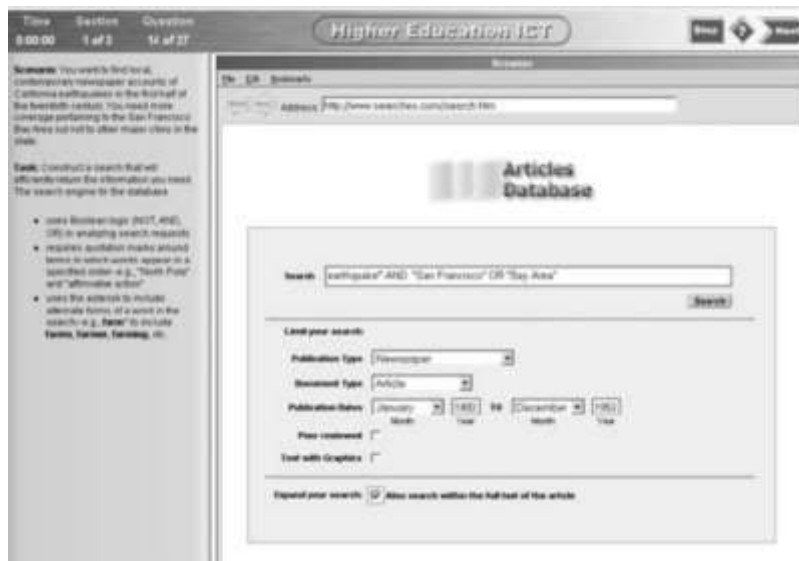 Time Section Question
0:00:00 1 of 3 14 of 27
Higher Education ICT
Next
Scenario: You want to find local,
contemporary newspaper accounts of
California earthquakes in the first half of
the twentieth century. You need more
coverage pertaining to the San Francisco
Bay Area but not to other major cities in the
state.
Task: Construct a search that will
efficiently return the information you need.
The search engine for the database
• uses Boolean logic (NOT, AND,
OR) in analyzing search requests
• requires quotation marks around
terms in which words appear in a
specified order–e.g., "North Pole"
and "affirmative action"
• uses the asterisk to include
alternate forms of a word in the
search–e.g., farm* to include
farms, farmer, farming, etc.
Browser
File Edit Bookmarks
Address: http://www.searches.com/search.htm
Articles
Database
Search earthquake* AND "San Francisco" OR "Bay Area"
Search
Limit your search:
Publication Type Newspaper
Document Type Article
Publication Dates January TO December
Month Year Month Year
Peer reviewed
Text with Graphics
Expand your search: Also search within the full text of the article